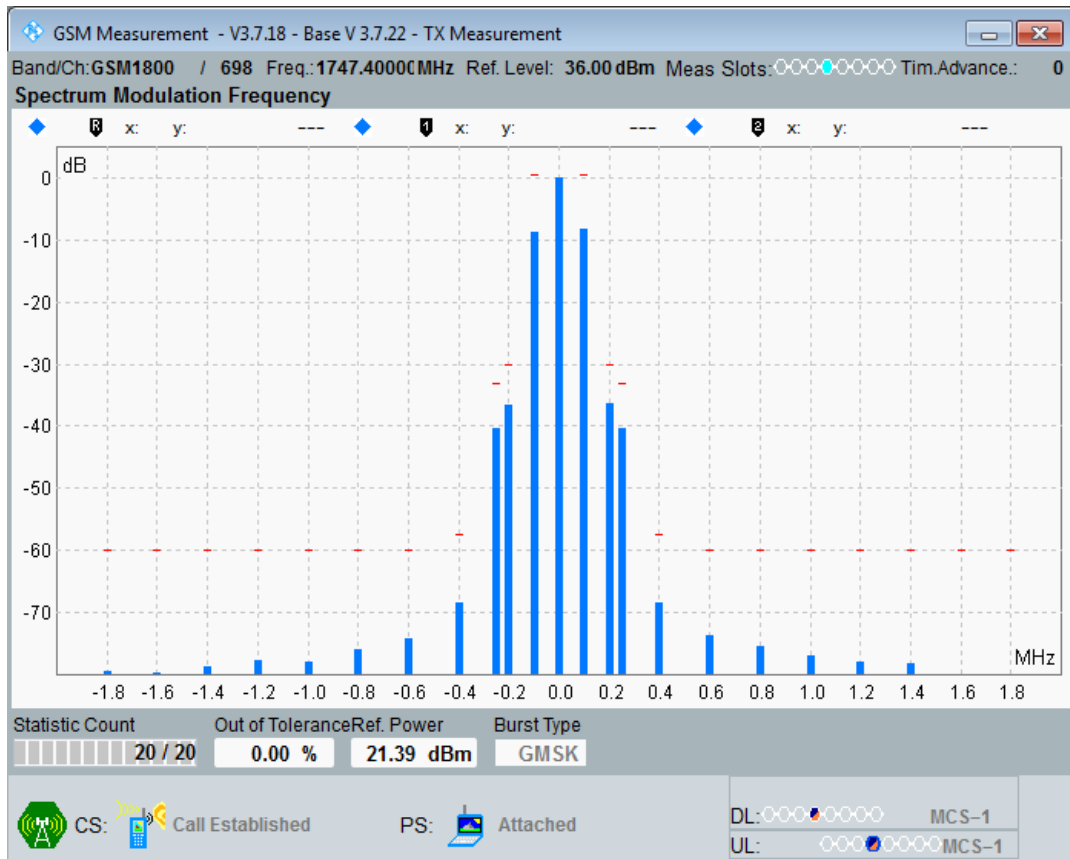 GSM Measurement - V3.7.18 - Base V 3.7.22 - TX Measurement
Band/Ch:GSM1800 / 698 Freq.:1747.40000MHz Ref. Level: 36.00 dBm Meas Slots: Tim.Advance.: 0
Spectrum Modulation Frequency
R x: y: --- 1 x: y: --- 2 x: y: ---
dB
0
-10
-20
-30
-40
-50
-60
-70
MHz
-1.8 -1.6 -1.4 -1.2 -1.0 -0.8 -0.6 -0.4 -0.2 0.0 0.2 0.4 0.6 0.8 1.0 1.2 1.4 1.6 1.8
Statistic Count Out of Tolerance Ref. Power Burst Type
20 / 20 0.00 % 21.39 dBm GMSK
CS: Call Established PS: Attached
DL: MCS-1
UL: MCS-1